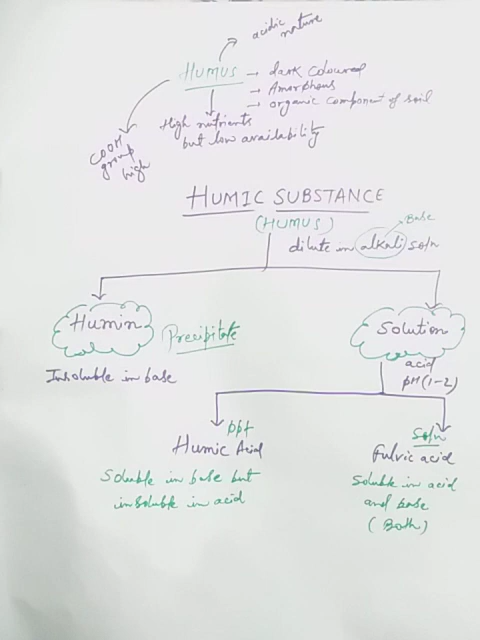 acidic
nature
HUMUS
→ dark coloured
→ Amorphous
→ organic component of soil
High nutrients
but low availability
COOH
group
high
HUMIC SUBSTANCE
(HUMUS)
Base
dilute in alkali soln
Humin
Precipitate
Solution
Insoluble in base
acid
pH (1-2)
ppt
Humic Acid
Soluble in base but
insoluble in acid
soln
fulvic acid
Soluble in acid
and base
(Both)